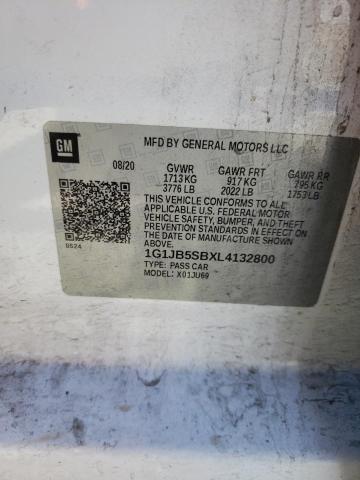 GM
MFD BY GENERAL MOTORS LLC
08/20 GVWR GAWR FRT GAWR RR
1713 KG 917 KG 795 KG
3776 LB 2022 LB 1753 LB
THIS VEHICLE CONFORMS TO ALL
APPLICABLE U.S. FEDERAL MOTOR
VEHICLE SAFETY, BUMPER, AND THEFT
PREVENTION STANDARDS IN EFFECT ON
THE DATE OF MANUFACTURE SHOWN
ABOVE.
0524
1G1JB5SBXL4132800
TYPE: PASS CAR
MODEL: X01JU69